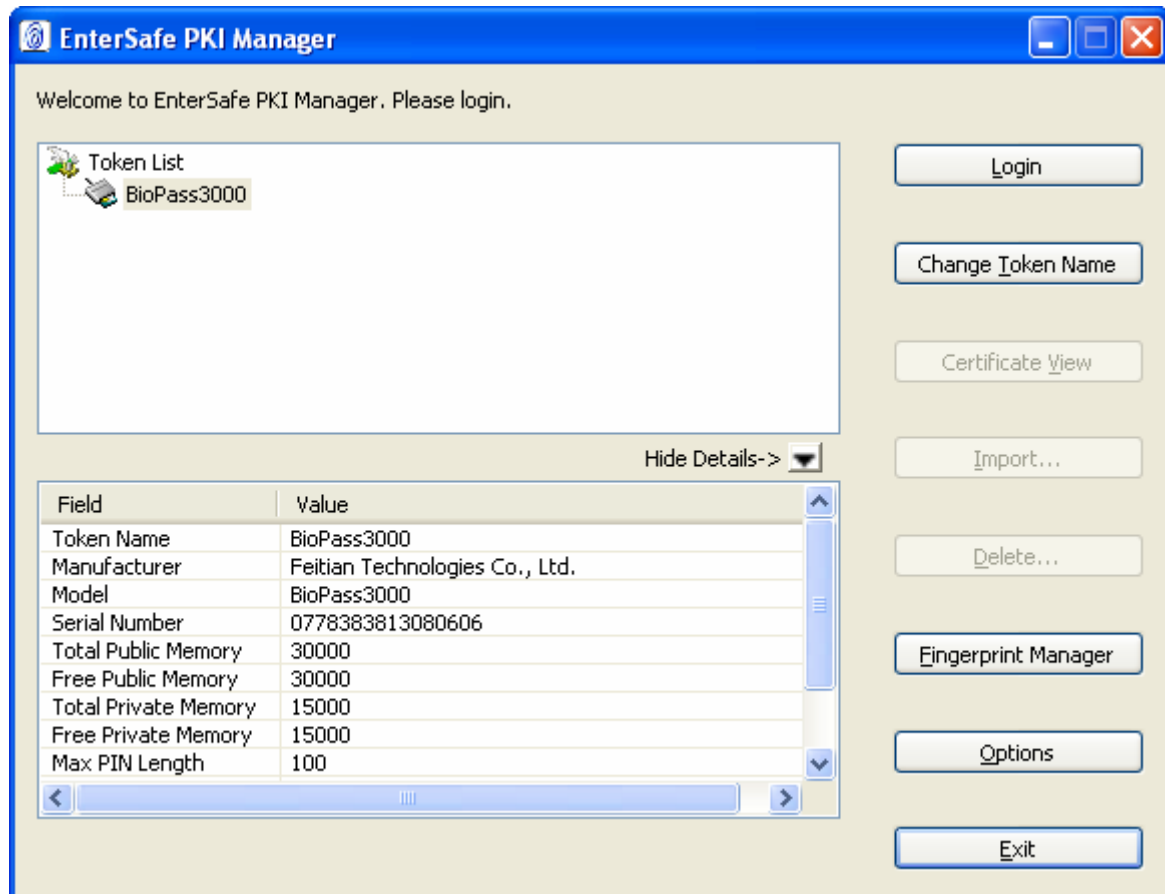 EnterSafe PKI Manager
Welcome to EnterSafe PKI Manager. Please login.
Token List
BioPass3000
Login
Change Token Name
Certificate View
Import...
Delete...
Fingerprint Manager
Options
Exit
Hide Details->
Field Value
Token Name BioPass3000
Manufacturer Feitian Technologies Co., Ltd.
Model BioPass3000
Serial Number 0778383813080606
Total Public Memory 30000
Free Public Memory 30000
Total Private Memory 15000
Free Private Memory 15000
Max PIN Length 100